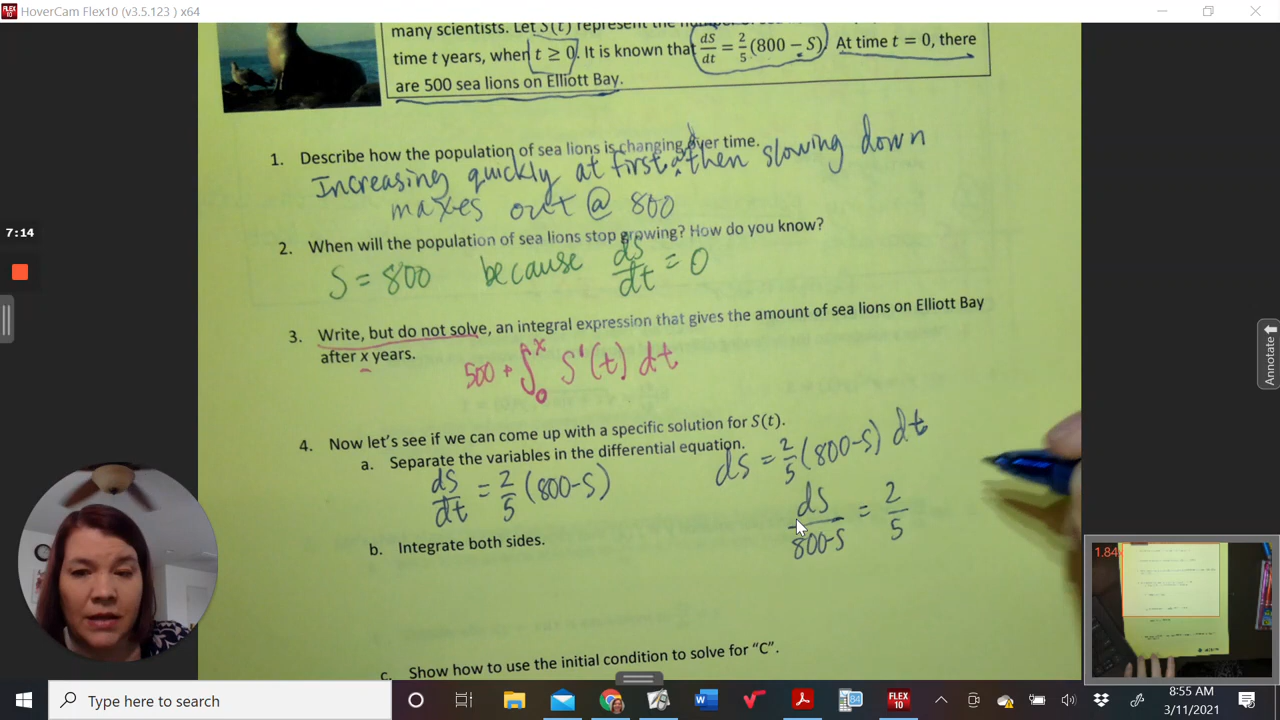 HoverCam Flex10 (v3.5.123) x64
many scientists. Let S(t) represent the
time t years, when t ≥ 0. It is known that dS/dt = 2/5 (800 − S) At time t = 0, there
are 500 sea lions on Elliott Bay.
1. Describe how the population of sea lions is changing over time.
Increasing quickly at first & then slowing down
maxes out @ 800
7:14
2. When will the population of sea lions stop growing? How do you know?
S = 800 because ds/dt = 0
3. Write, but do not solve, an integral expression that gives the amount of sea lions on Elliott Bay
after x years.
500 + ∫₀ˣ S'(t) dt
4. Now let's see if we can come up with a specific solution for S(t).
a. Separate the variables in the differential equation.
ds/dt = 2/5 (800-S)
ds = 2/5 (800-S) dt
ds/800-S = 2/5
b. Integrate both sides.
c. Show how to use the initial condition to solve for “C”.
Annotate >
1.84x
Type here to search
FLEX 10
8:55 AM
3/11/2021